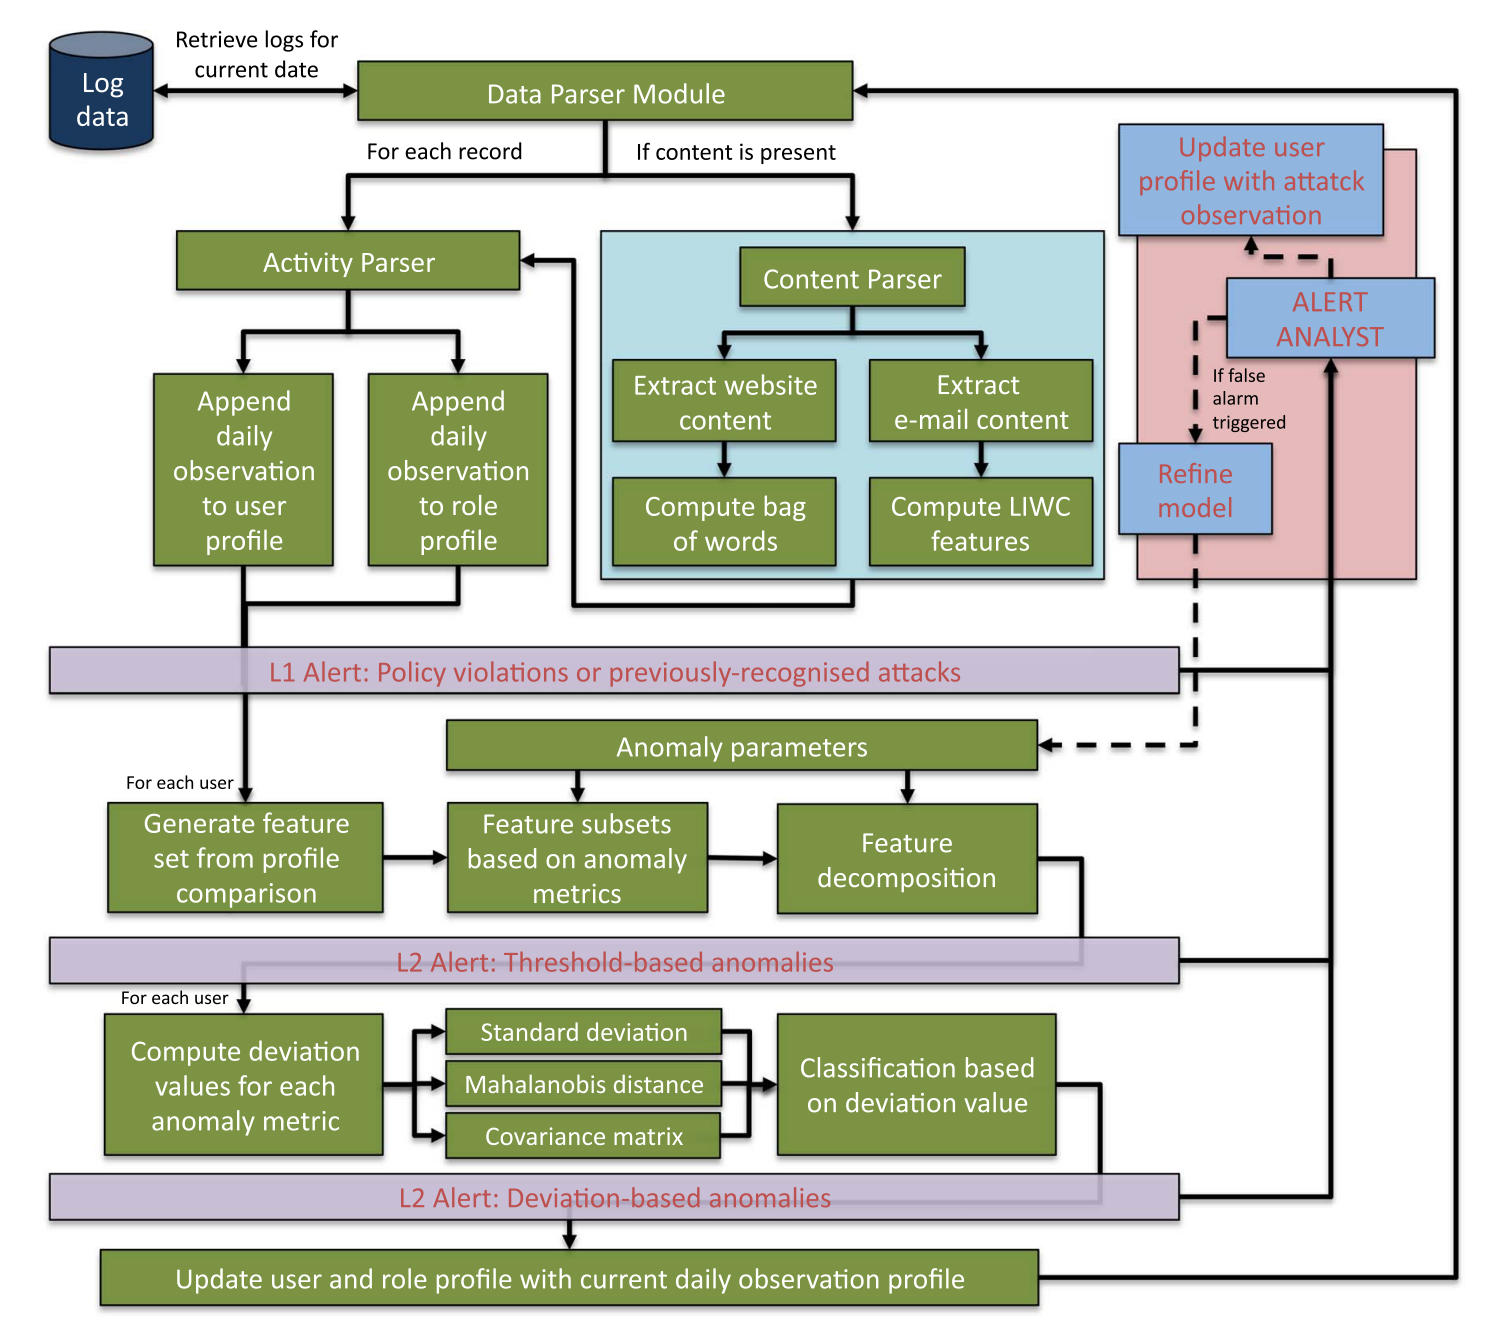 Retrieve logs for
current date
Log
data
Data Parser Module
For each record
If content is present
Update user
profile with attatck
observation
Activity Parser
Content Parser
ALERT
ANALYST
Append
daily
observation
to user
profile
Append
daily
observation
to role
profile
Extract website
content
Extract
e-mail content
If false
alarm
triggered
Compute bag
of words
Compute LIWC
features
Refine
model
L1 Alert: Policy violations or previously-recognised attacks
Anomaly parameters
For each user
Generate feature
set from profile
comparison
Feature subsets
based on anomaly
metrics
Feature
decomposition
L2 Alert: Threshold-based anomalies
For each user
Compute deviation
values for each
anomaly metric
Standard deviation
Mahalanobis distance
Covariance matrix
Classification based
on deviation value
L2 Alert: Deviation-based anomalies
Update user and role profile with current daily observation profile